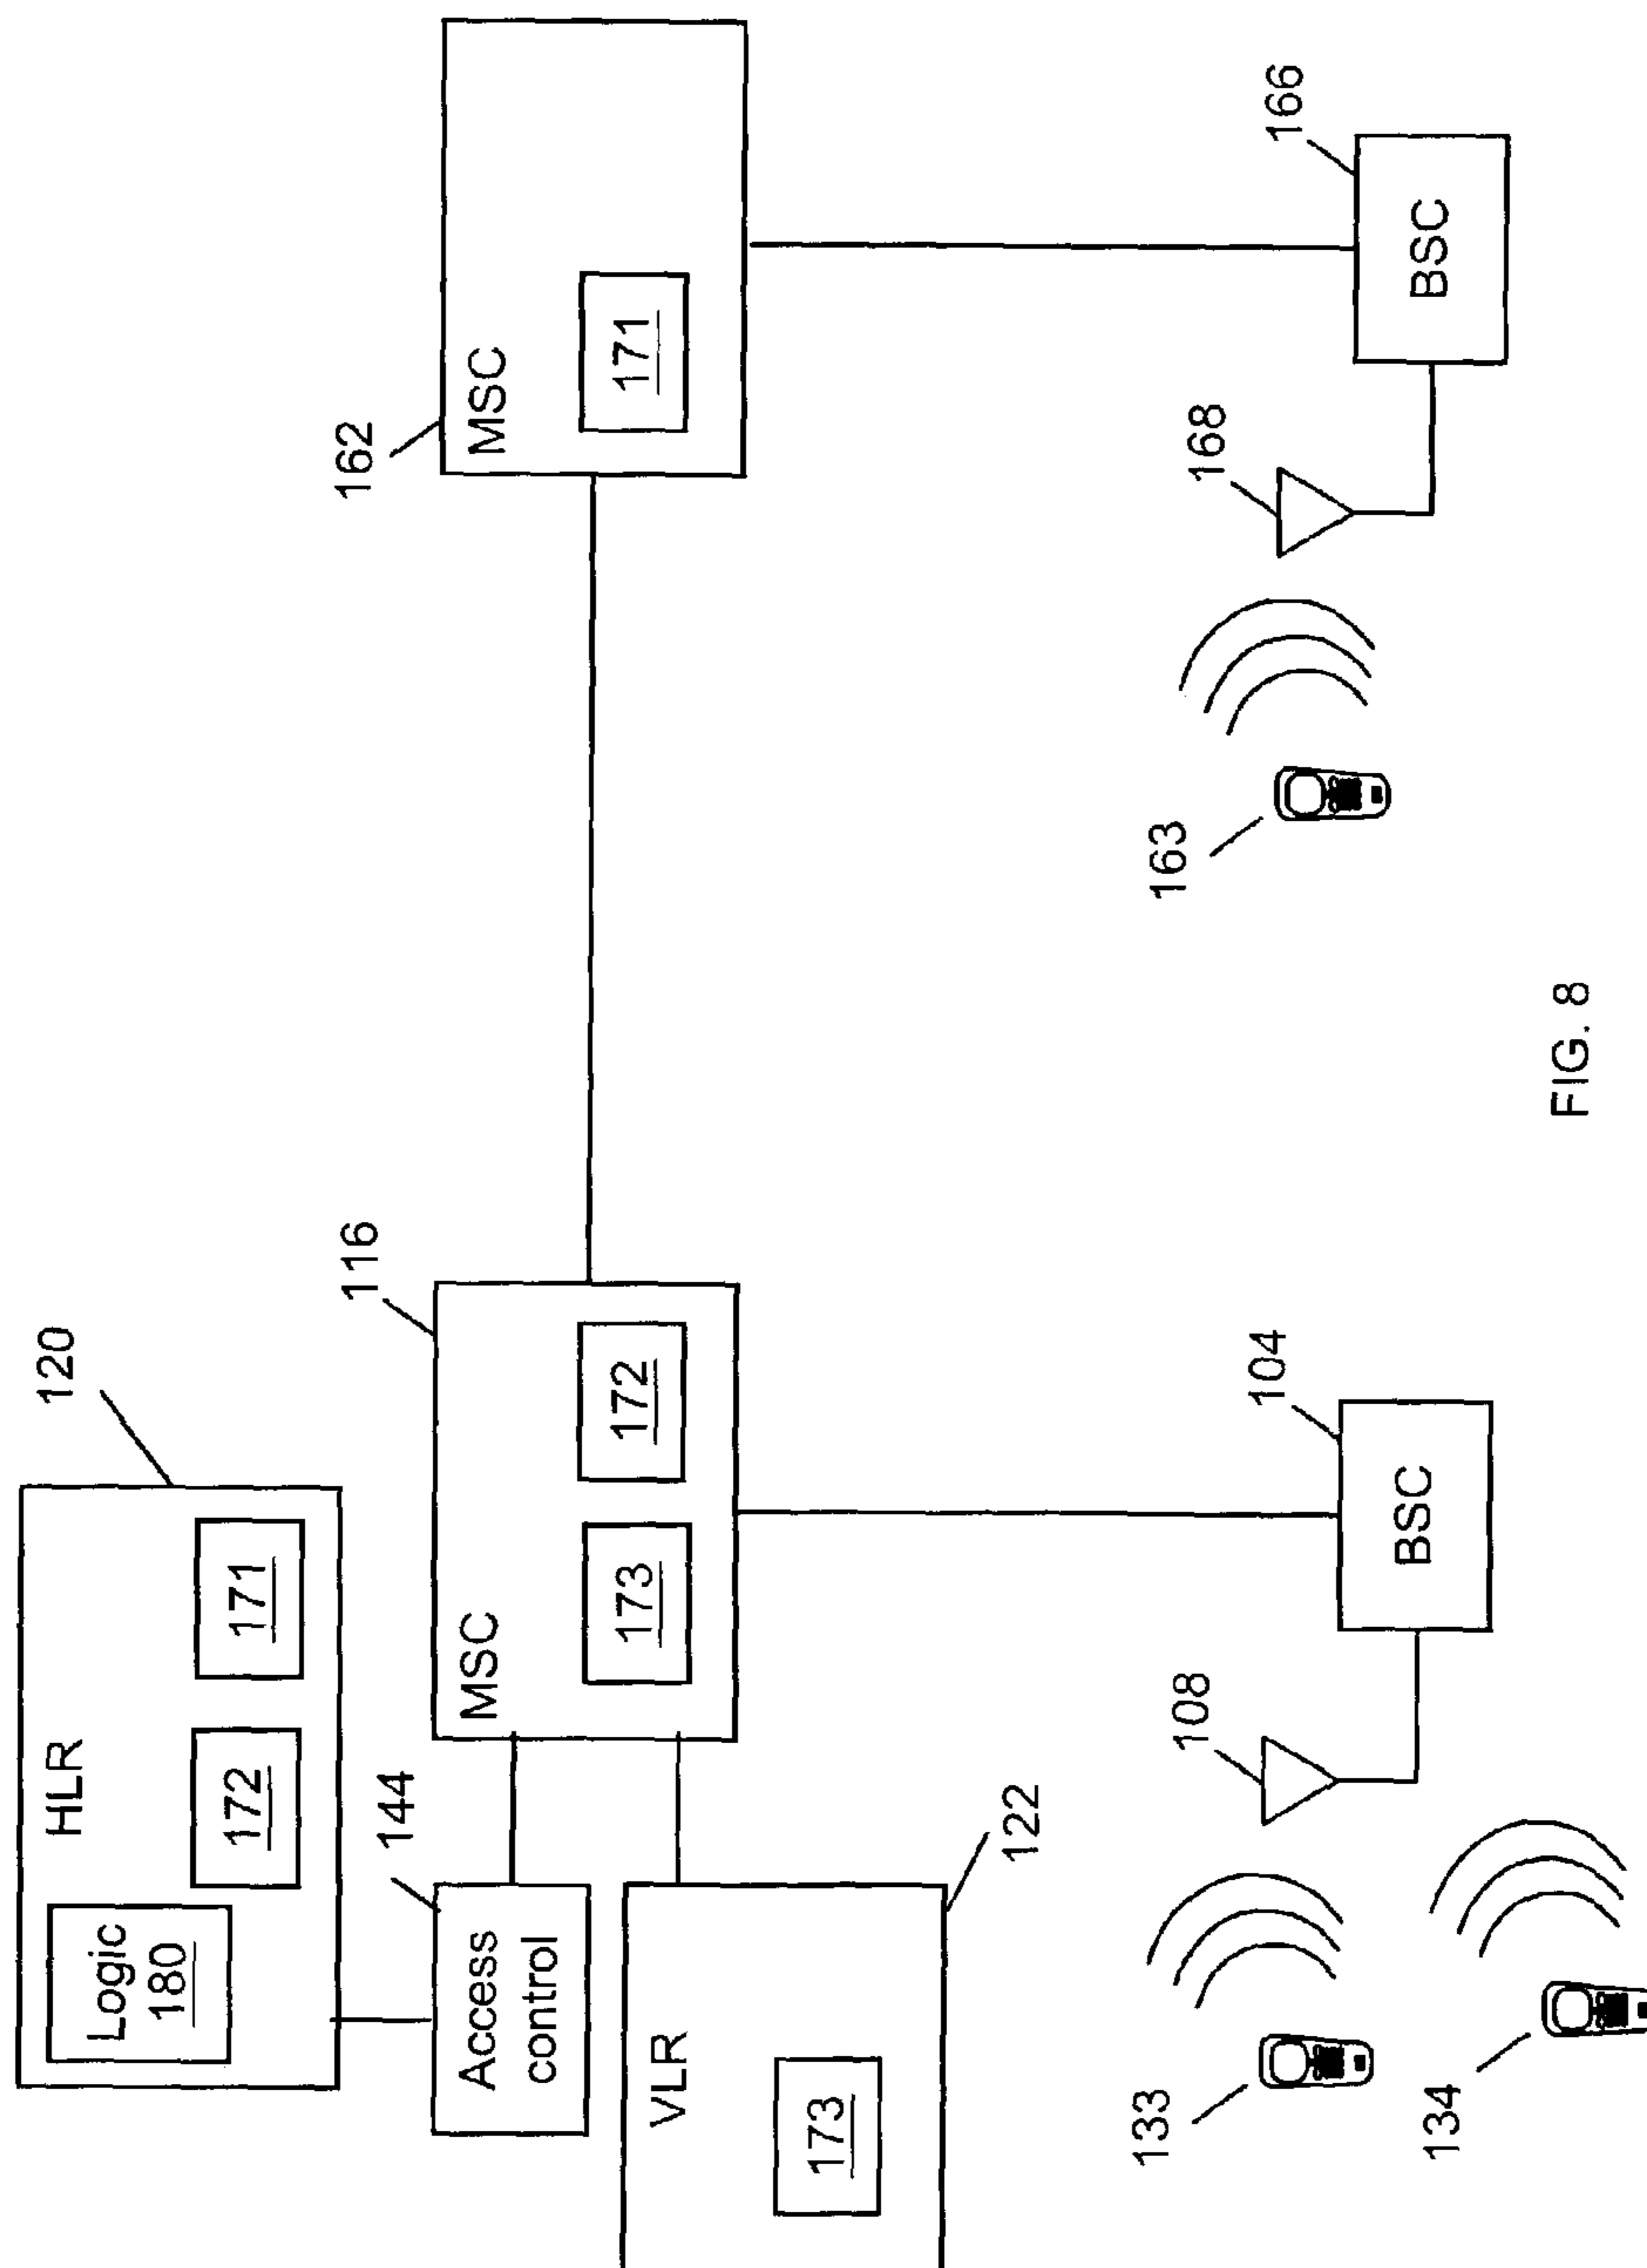 120
HLR
Logic
180
172
171
116
162
144
MSC
MSC
Access
control
173
172
171
VLR
173
122
133
134
108
104
BSC
163
168
166
BSC
FIG. 8